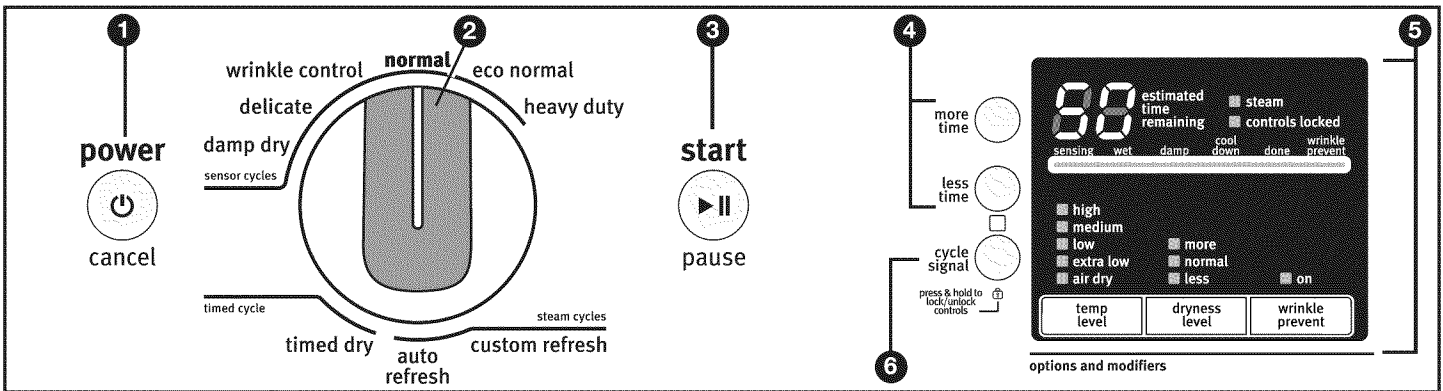 1
2
3
4
5
power
cancel
wrinkle control
normal
eco normal
delicate
heavy duty
damp dry
sensor cycles
timed cycle
timed dry
auto
refresh
steam cycles
custom refresh
start
pause
more
time
less
time
cycle
signal
press & hold to
lock/unlock
controls
6
50
estimated
time
remaining
steam
controls locked
sensing wet damp cool down done wrinkle prevent
high
medium
low
extra low
air dry
more
normal
less
on
temp
level
dryness
level
wrinkle
prevent
options and modifiers